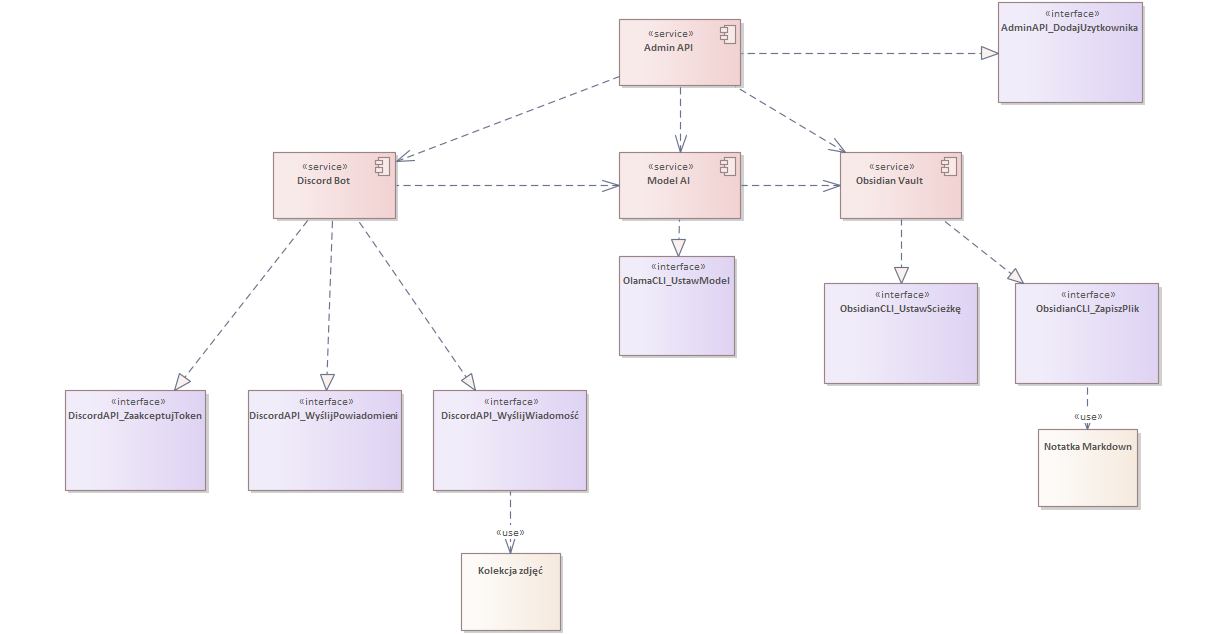 «interface»
AdminAPI_DodajUzytkownika
«service»
Admin API
«service»
Discord Bot
«service»
Model AI
«service»
Obsidian Vault
«interface»
OlamaCLI_UstawModel
«interface»
ObsidianCLI_UstawScieżkę
«interface»
ObsidianCLI_ZapiszPlik
«interface»
DiscordAPI_ZaakceptujToken
«interface»
DiscordAPI_WyślijPowiadomieni
«interface»
DiscordAPI_WyślijWiadomość
«use»
Notatka Markdown
«use»
Kolekcja zdjęć